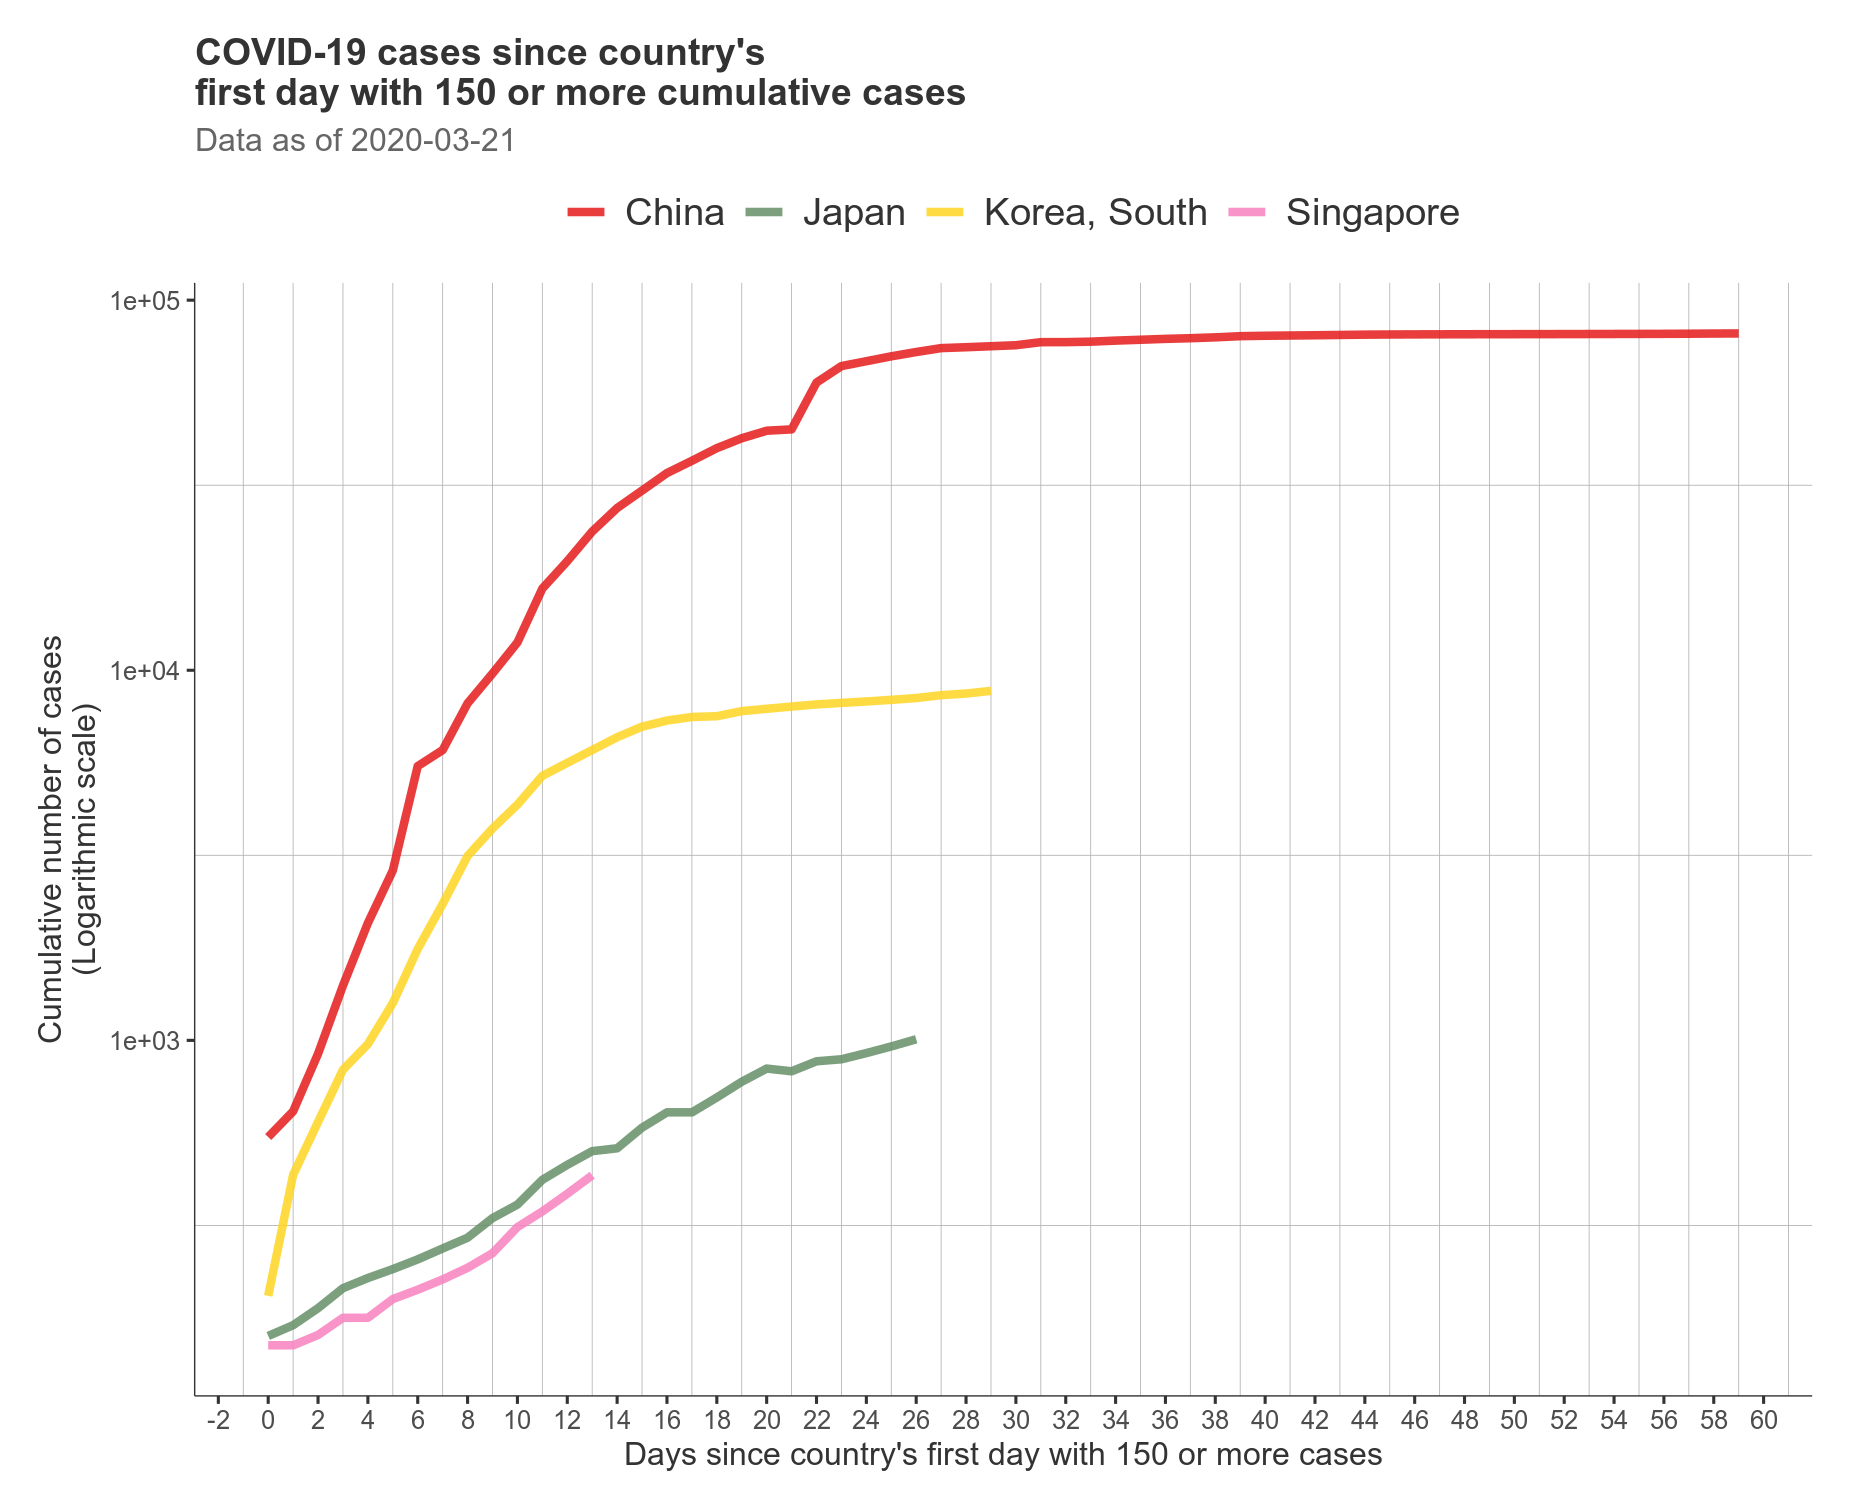 COVID-19 cases since country's
first day with 150 or more cumulative cases
Data as of 2020-03-21
China Japan Korea, South Singapore
1e+05
1e+04
1e+03
Cumulative number of cases
(Logarithmic scale)
-2 0 2 4 6 8 10 12 14 16 18 20 22 24 26 28 30 32 34 36 38 40 42 44 46 48 50 52 54 56 58 60
Days since country's first day with 150 or more cases